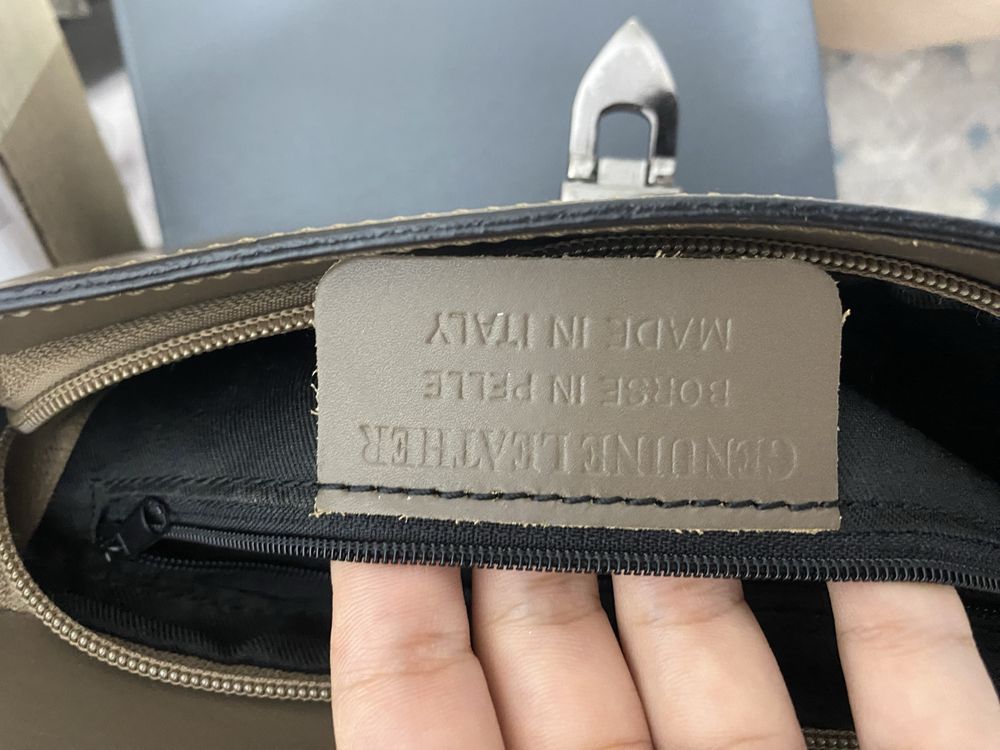 GENUINE LEATHER
BORSE IN PELLE
MADE IN ITALY